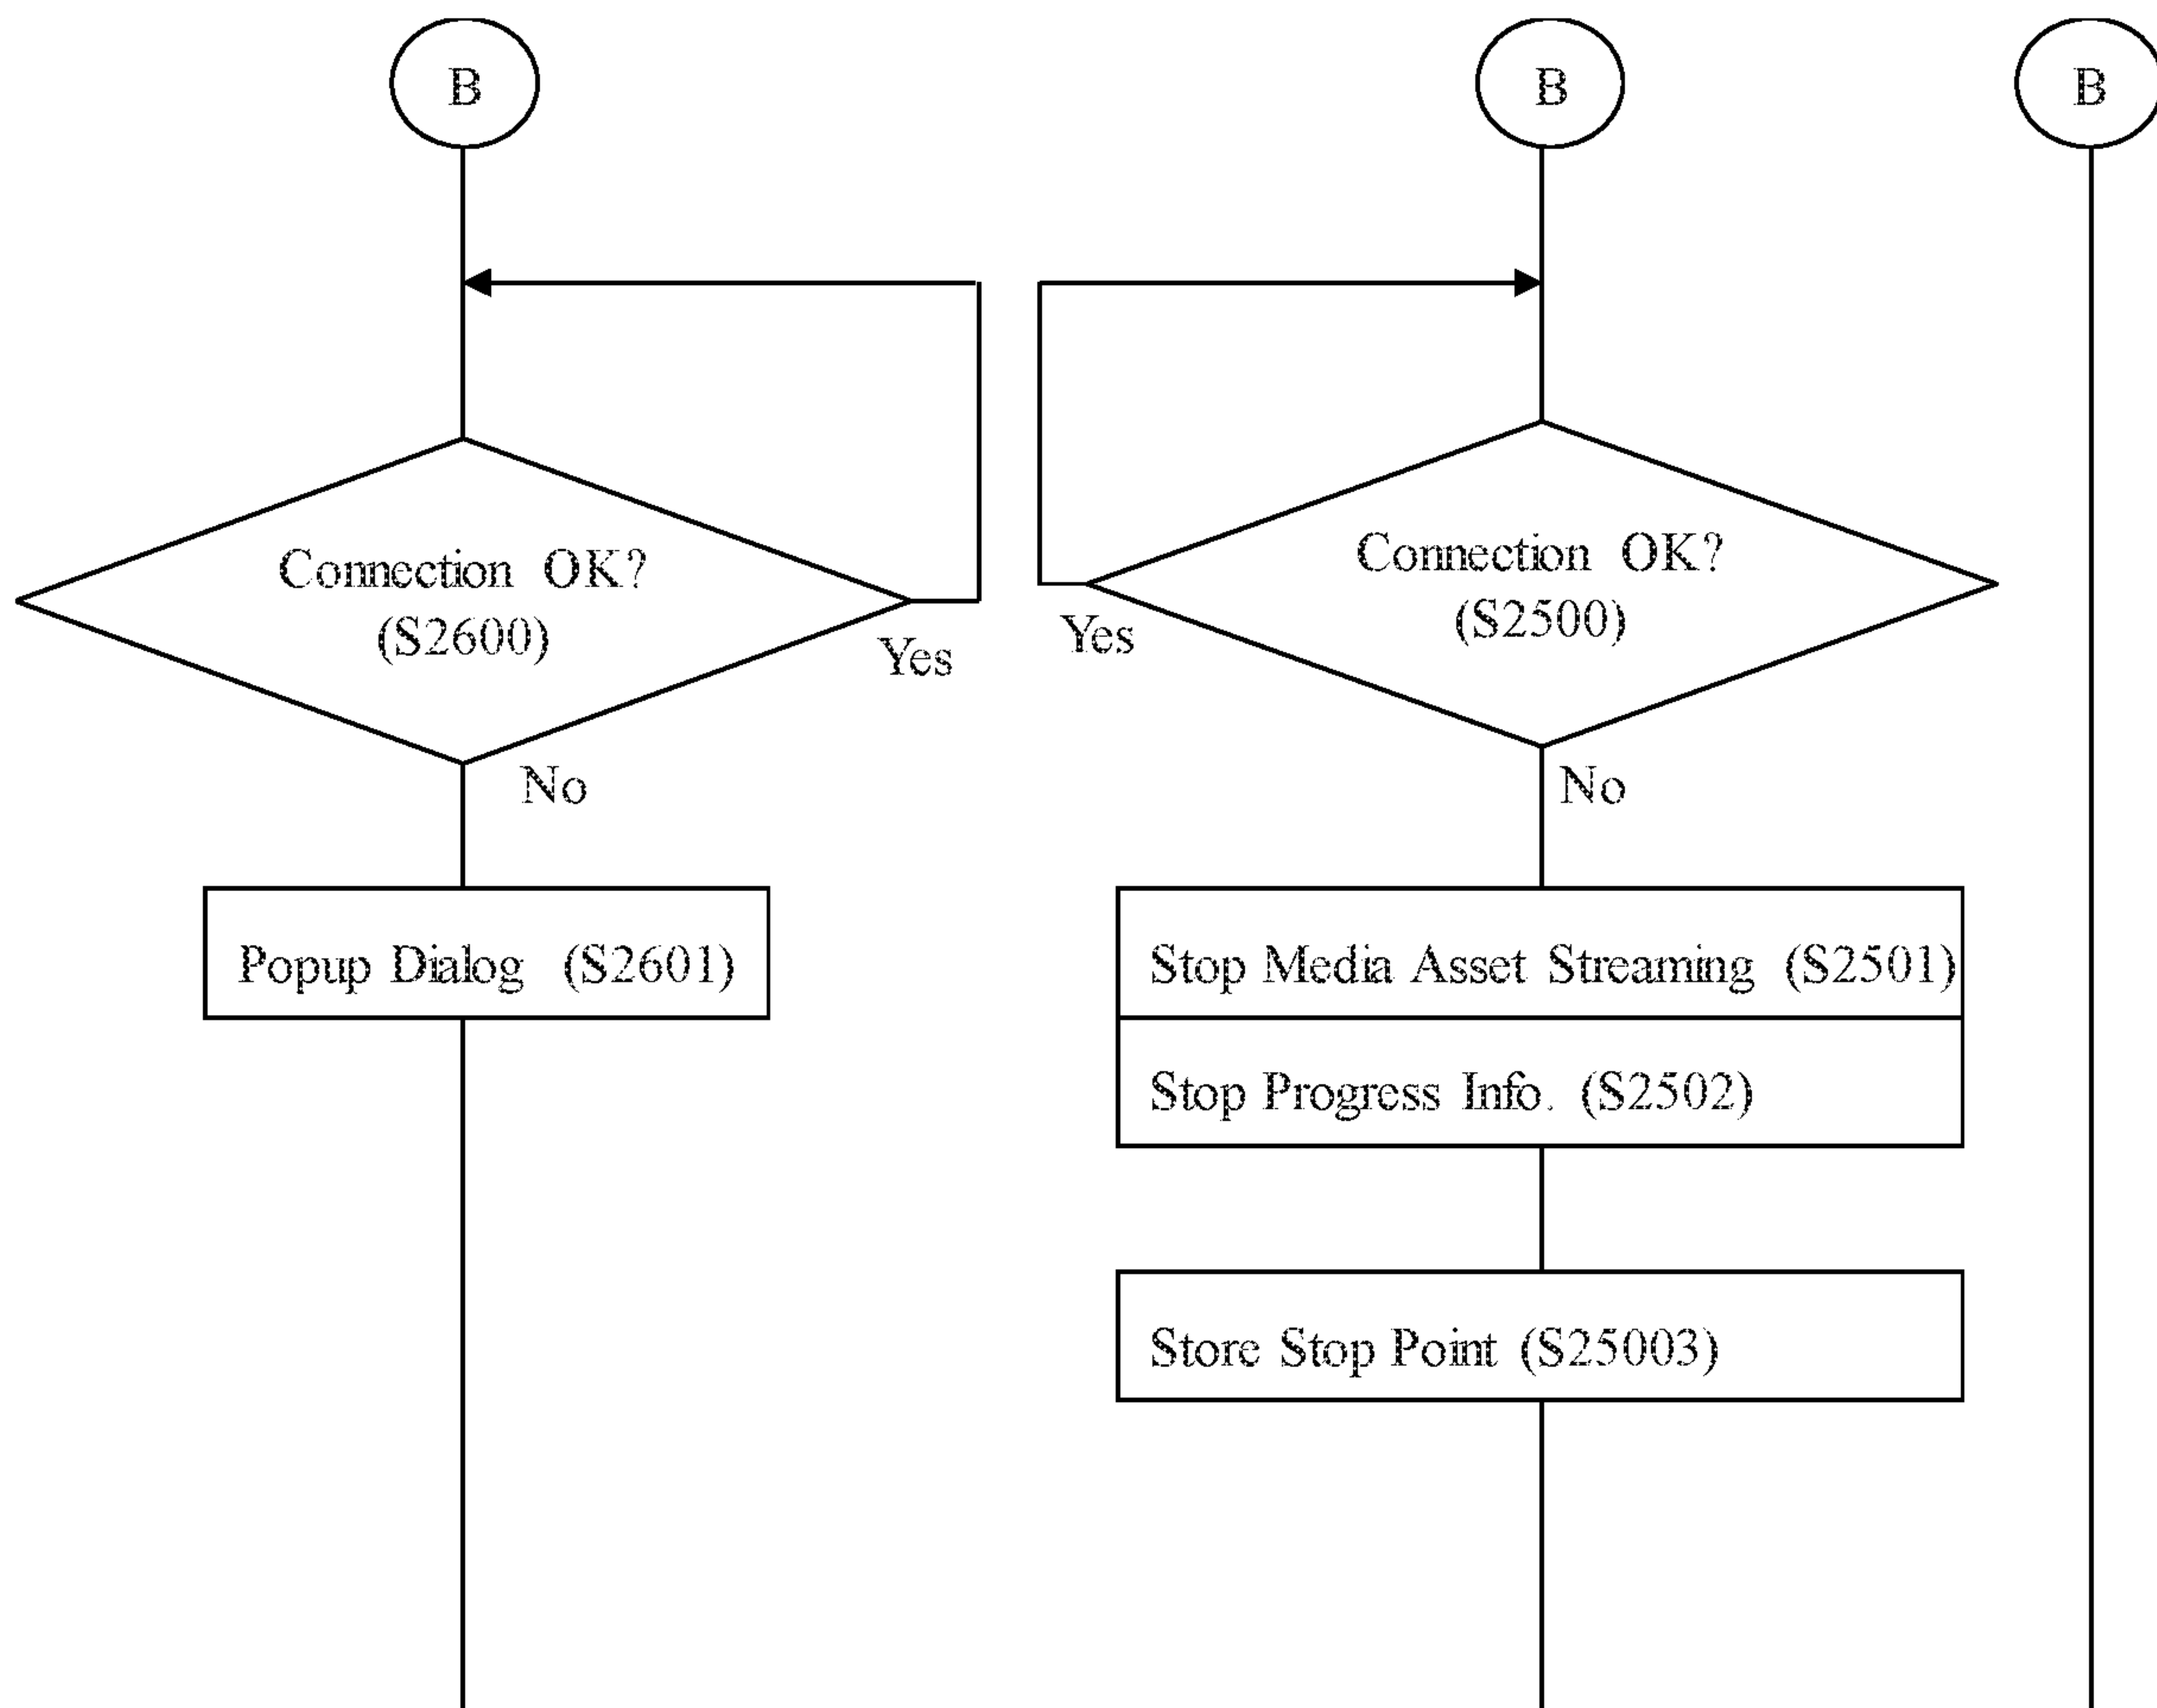 B
B
B
Connection OK?
(S2600)
Yes
No
Popup Dialog (S2601)
Connection OK?
(S2500)
Yes
No
Stop Media Asset Streaming (S2501)
Stop Progress Info. (S2502)
Store Stop Point (S25003)